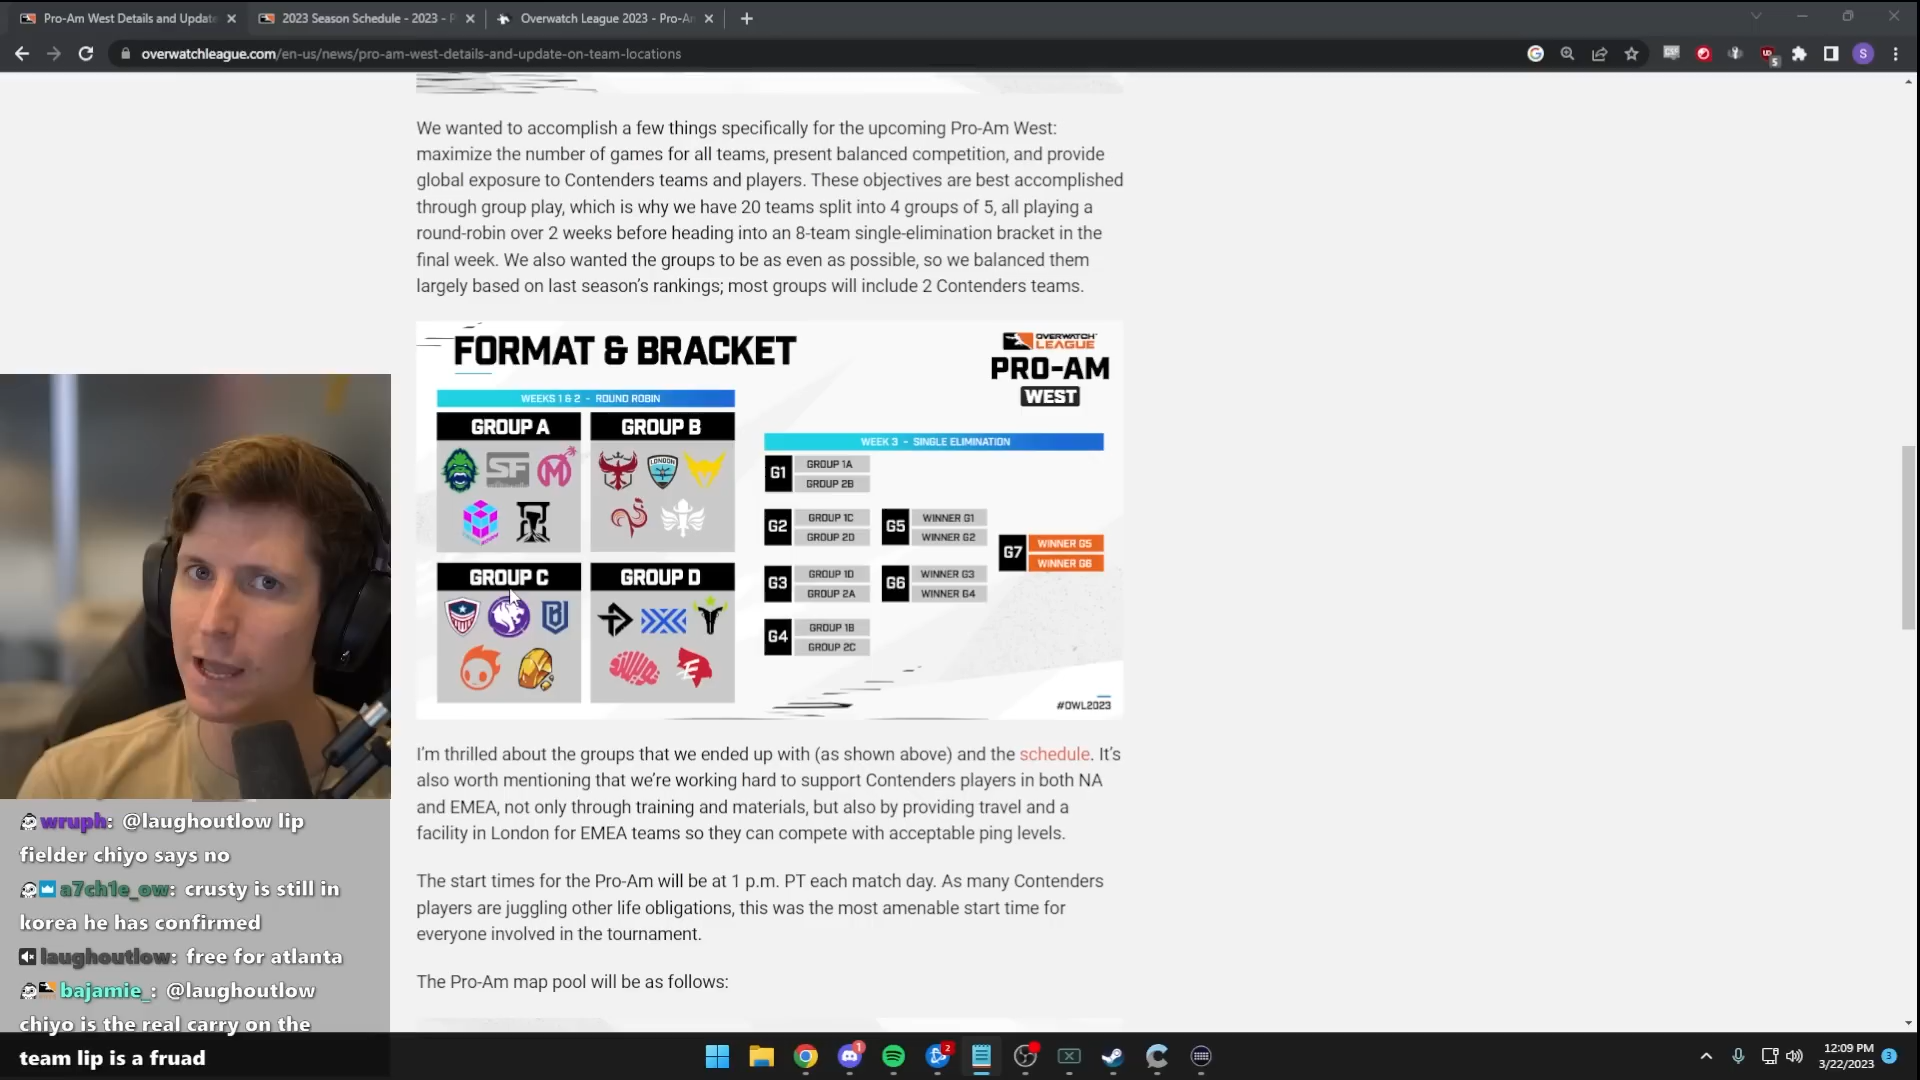 Pro-Am West Details and Update
2023 Season Schedule - 2023 - P
Overwatch League 2023 - Pro-Am
overwatchleague.com/en-us/news/pro-am-west-details-and-update-on-team-locations
We wanted to accomplish a few things specifically for the upcoming Pro-Am West:
maximize the number of games for all teams, present balanced competition, and provide
global exposure to Contenders teams and players. These objectives are best accomplished
through group play, which is why we have 20 teams split into 4 groups of 5, all playing a
round-robin over 2 weeks before heading into an 8-team single-elimination bracket in the
final week. We also wanted the groups to be as even as possible, so we balanced them
largely based on last season's rankings; most groups will include 2 Contenders teams.
FORMAT & BRACKET
OVERWATCH
LEAGUE
PRO-AM
WEST
WEEKS 1 & 2 - ROUND ROBIN
GROUP A
GROUP B
SF
LONDON
GROUP C
GROUP D
WEEK 3 - SINGLE ELIMINATION
G1
GROUP 1A
GROUP 2B
G2
GROUP 1C
GROUP 2D
G3
GROUP 1D
GROUP 2A
G4
GROUP 1B
GROUP 2C
G5
WINNER G1
WINNER G2
G6
WINNER G3
WINNER G4
G7
WINNER G5
WINNER G6
#OWL2023
I'm thrilled about the groups that we ended up with (as shown above) and the schedule. It's
also worth mentioning that we're working hard to support Contenders players in both NA
and EMEA, not only through training and materials, but also by providing travel and a
facility in London for EMEA teams so they can compete with acceptable ping levels.
The start times for the Pro-Am will be at 1 p.m. PT each match day. As many Contenders
players are juggling other life obligations, this was the most amenable start time for
everyone involved in the tournament.
The Pro-Am map pool will be as follows:
wruph: @laughoutlow lip
fielder chiyo says no
a7ch1e_ow: crusty is still in
korea he has confirmed
laughoutlow: free for atlanta
bajamie_: @laughoutlow
chiyo is the real carry on the
team lip is a fruad
12:09 PM
3/22/2023